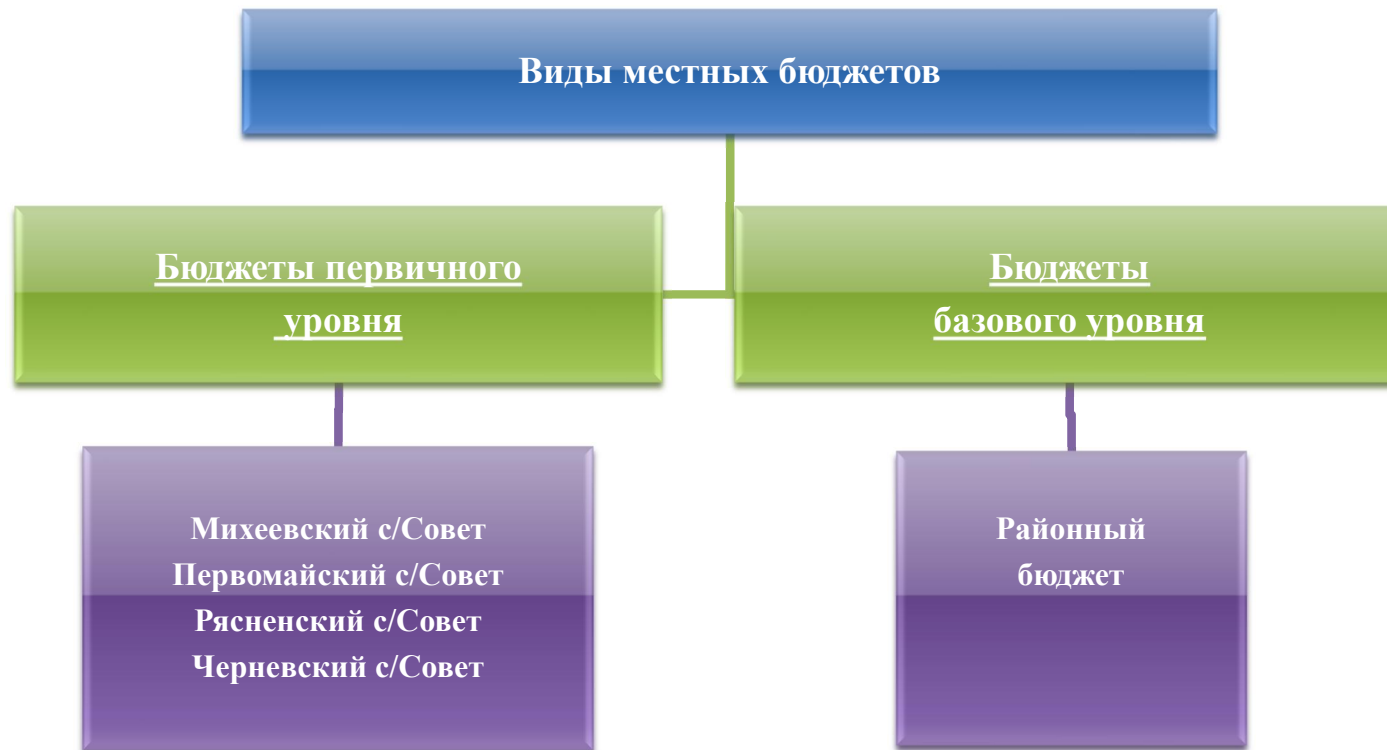 Виды местных бюджетов
Бюджеты первичного
уровня
Бюджеты
базового уровня
Михеевский с/Совет
Первомайский с/Совет
Рясненский с/Совет
Черневский с/Совет
Районный
бюджет